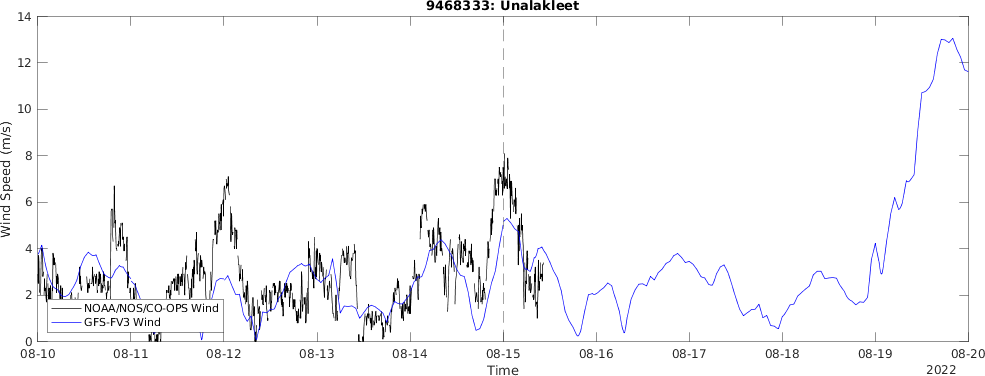 9468333: Unalakleet
14
12
10
8
6
4
2
0
Wind Speed (m/s)
NOAA/NOS/CO-OPS Wind
GFS-FV3 Wind
08-10 08-11 08-12 08-13 08-14 08-15 08-16 08-17 08-18 08-19 08-20
Time
2022